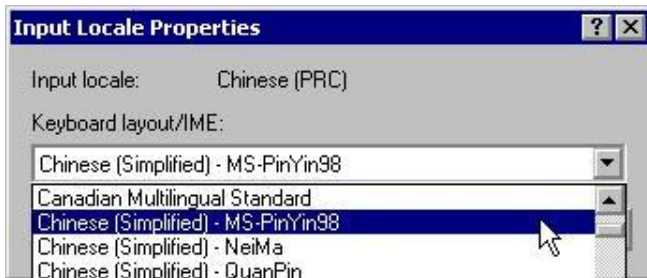 Input Locale Properties
Input locale: Chinese (PRC)
Keyboard layout/IME:
Chinese (Simplified) - MS-PinYin98
Canadian Multilingual Standard
Chinese (Simplified) - MS-PinYin98
Chinese (Simplified) - NeiMa
Chinese (Simplified) - QuanPin